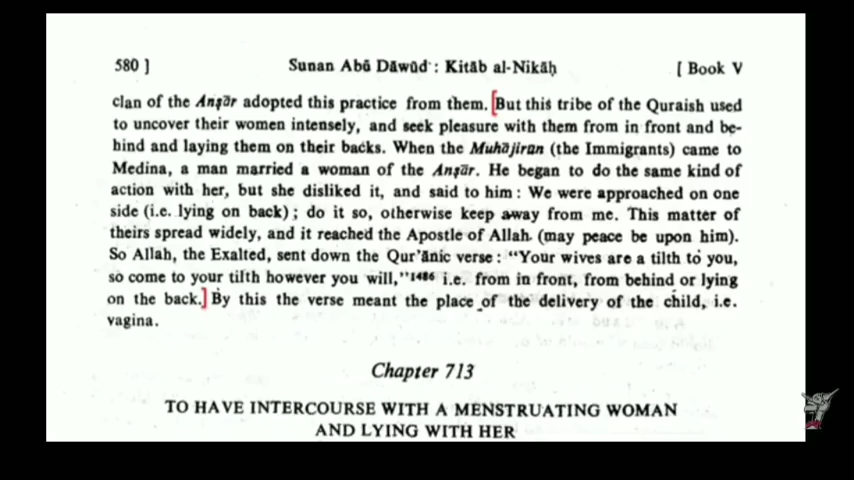 580 ] Sunan Abū Dāwūd : Kitāb al-Nikāḥ [ Book V
clan of the Anṣār adopted this practice from them. [But this tribe of the Quraish used
to uncover their women intensely, and seek pleasure with them from in front and be-
hind and laying them on their backs. When the Muhājiran (the Immigrants) came to
Medina, a man married a woman of the Anṣār. He began to do the same kind of
action with her, but she disliked it, and said to him : We were approached on one
side (i.e. lying on back) ; do it so, otherwise keep away from me. This matter of
theirs spread widely, and it reached the Apostle of Allah (may peace be upon him).
So Allah, the Exalted, sent down the Qur'ānic verse : "Your wives are a tilth to you,
so come to your tilth however you will,"1486 i.e. from in front, from behind or lying
on the back.] By this the verse meant the place of the delivery of the child, i.e.
vagina.
Chapter 713
TO HAVE INTERCOURSE WITH A MENSTRUATING WOMAN
AND LYING WITH HER